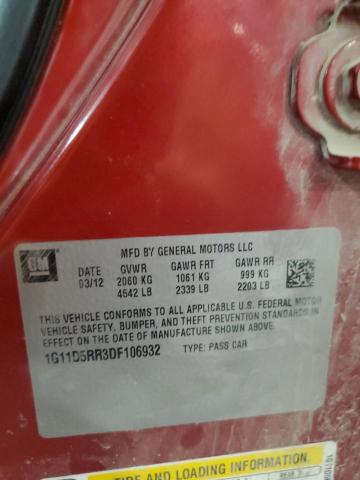 MFD BY GENERAL MOTORS LLC
GM
DATE GVWR GAWR FRT GAWR RR
03/12 2060 KG 1061 KG 999 KG
4542 LB 2339 LB 2203 LB
THIS VEHICLE CONFORMS TO ALL APPLICABLE U.S. FEDERAL MOTOR
VEHICLE SAFETY, BUMPER, AND THEFT PREVENTION STANDARDS IN
EFFECT ON THE DATE OF MANUFACTURE SHOWN ABOVE.
1G11D5RR3DF106932 TYPE: PASS CAR
TIRE AND LOADING INFORMATION